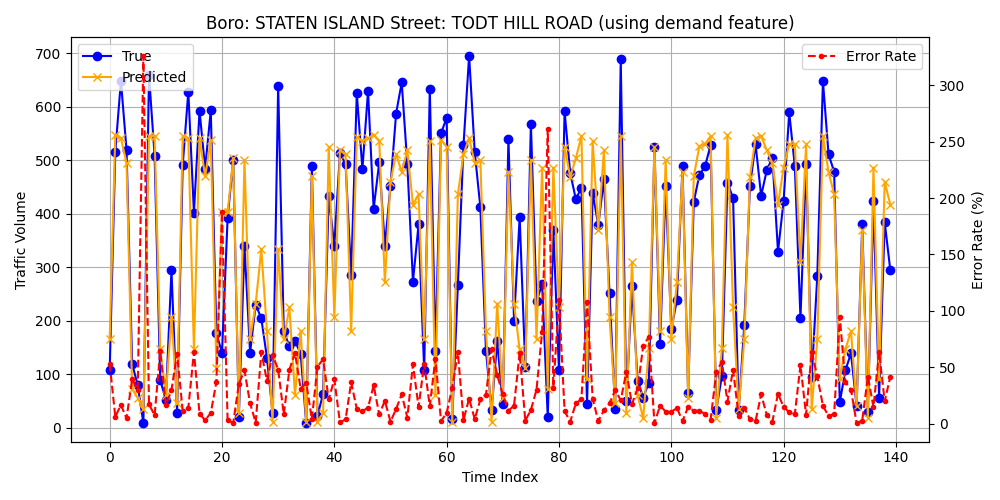 Boro: STATEN ISLAND Street: TODT HILL ROAD (using demand feature)
True
Predicted
Error Rate
Traffic Volume
700
600
500
400
300
200
100
0
Error Rate (%)
300
250
200
150
100
50
0
0 20 40 60 80 100 120 140
Time Index